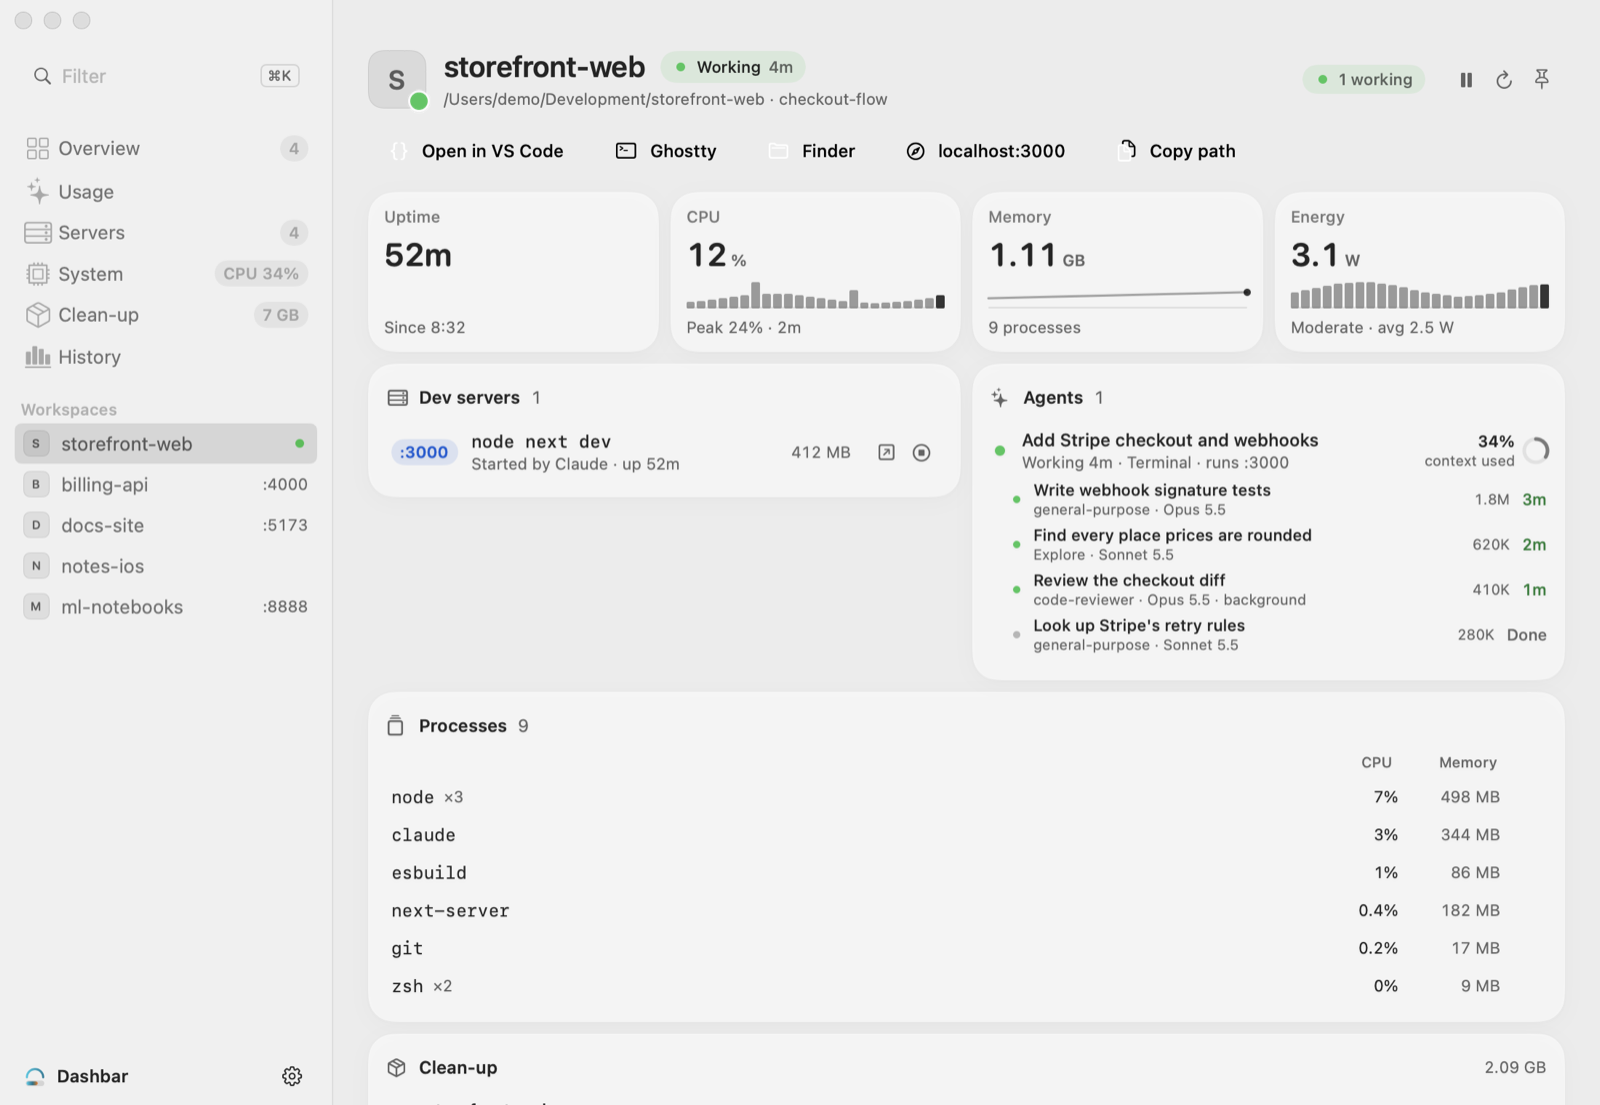 Filter ⌘K
Overview 4
Usage
Servers 4
System CPU 34%
Clean-up 7 GB
History
Workspaces
S storefront-web
B billing-api :4000
D docs-site :5173
N notes-ios
M ml-notebooks :8888
Dashbar
S storefront-web Working 4m
/Users/demo/Development/storefront-web · checkout-flow
1 working
Open in VS Code Ghostty Finder localhost:3000 Copy path
Uptime
52m
Since 8:32
CPU
12 %
Peak 24% · 2m
Memory
1.11 GB
9 processes
Energy
3.1 W
Moderate · avg 2.5 W
Dev servers 1
:3000 node next dev 412 MB
Started by Claude · up 52m
Agents 1
Add Stripe checkout and webhooks 34%
Working 4m · Terminal · runs :3000 context used
Write webhook signature tests 1.8M 3m
general-purpose · Opus 5.5
Find every place prices are rounded 620K 2m
Explore · Sonnet 5.5
Review the checkout diff 410K 1m
code-reviewer · Opus 5.5 · background
Look up Stripe's retry rules 280K Done
general-purpose · Sonnet 5.5
Processes 9
CPU Memory
node ×3 7% 498 MB
claude 3% 344 MB
esbuild 1% 86 MB
next-server 0.4% 182 MB
git 0.2% 17 MB
zsh ×2 0% 9 MB
Clean-up 2.09 GB